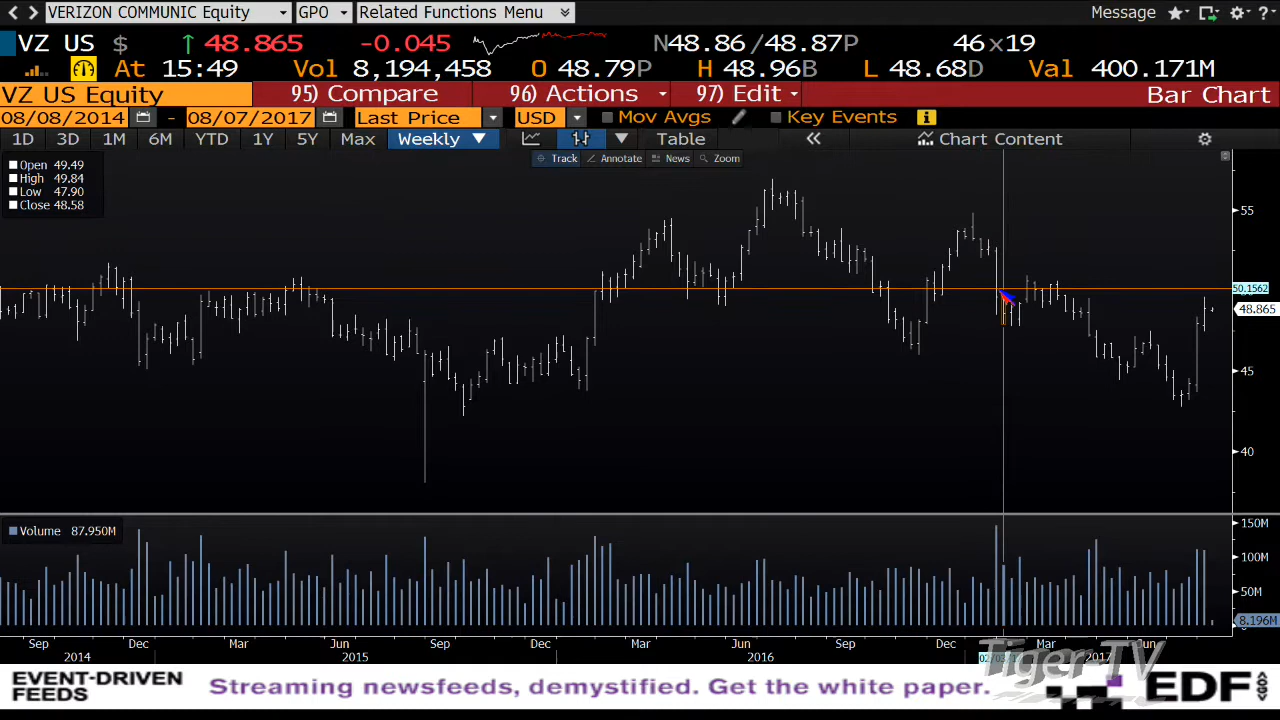 VERIZON COMMUNIC Equity GPO Related Functions Menu Message
VZ US $ 48.865 -0.045 N48.86/48.87P 46x19
At 15:49 Vol 8,194,458 O 48.79P H 48.96B L 48.68D Val 400.171M
VZ US Equity 95) Compare 96) Actions 97) Edit Bar Chart
08/08/2014 - 08/07/2017 Last Price USD Mov Avgs Key Events
1D 3D 1M 6M YTD 1Y 5Y Max Weekly Table « Chart Content
Track Annotate News Zoom
Open 49.49
High 49.84
Low 47.90
Close 48.58
55
50.1562
48.865
45
40
Volume 87.950M
150M
100M
50M
8.196M
Sep Dec Mar Jun Sep Dec Mar Jun Sep Dec Mar Jun
2014 2015 2016 2017
Tiger-TV
EVENT-DRIVEN
FEEDS
Streaming newsfeeds, demystified. Get the white paper.
EDF